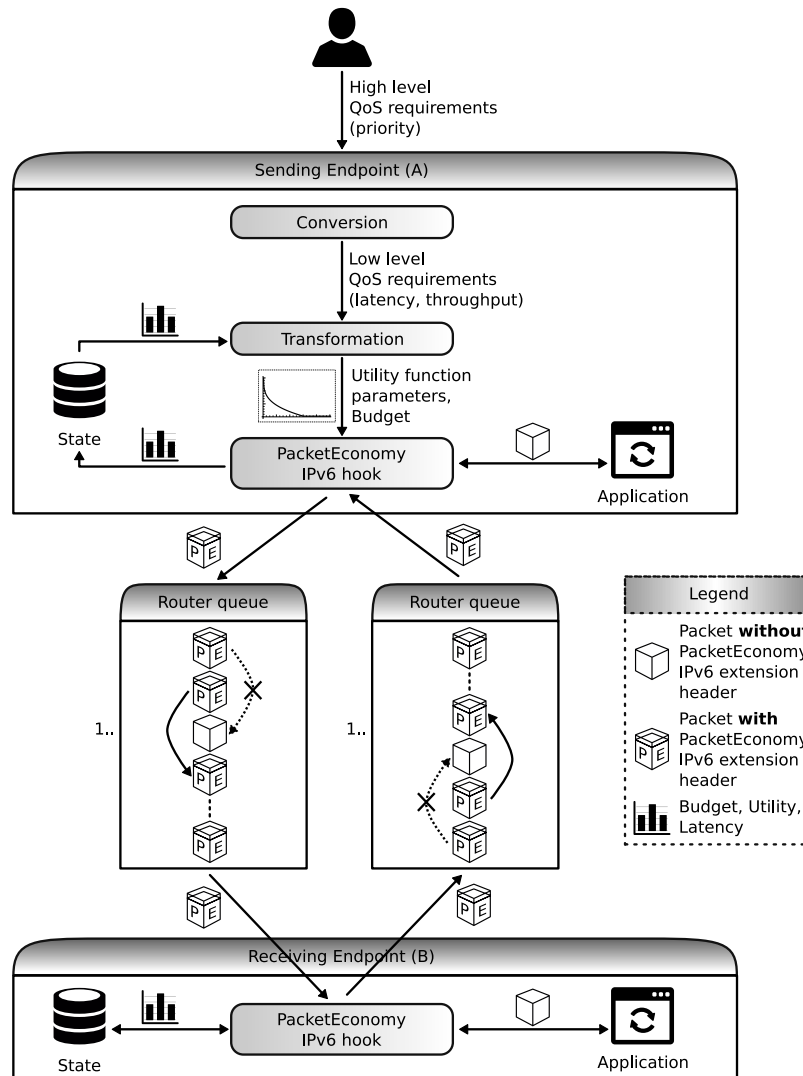 High level
QoS requirements
(priority)
Sending Endpoint (A)
Conversion
Low level
QoS requirements
(latency, throughput)
Transformation
Utility function
parameters,
Budget
State
PacketEconomy
IPv6 hook
Application
P E
P E
Router queue
Router queue
P E
P E
P E
P E
1..
P E
P E
P E
P E
1..
Legend
Packet without
PacketEconomy
IPv6 extension
header
Packet with
PacketEconomy
IPv6 extension
header
P E
Budget, Utility,
Latency
P E
P E
Receiving Endpoint (B)
State
PacketEconomy
IPv6 hook
Application